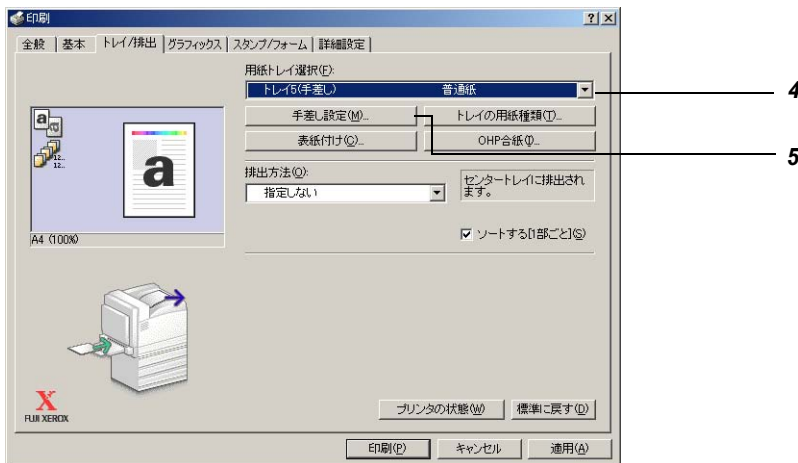 印刷
全般 基本 トレイ/排出 グラフィックス スタンプ/フォーム 詳細設定
用紙トレイ選択(F):
トレイ5(手差し) 普通紙
4
手差し設定(M)... トレイの用紙種類(T)...
表紙付け(C)... OHP合紙(I)...
5
排出方法(O):
指定しない
センタートレイに排出され
ます。
ソートする[1部ごと](S)
a
a
12..
12..
a
A4 (100%)
X
FUJI XEROX
プリンタの状態(W) 標準に戻す(D)
印刷(P) キャンセル 適用(A)